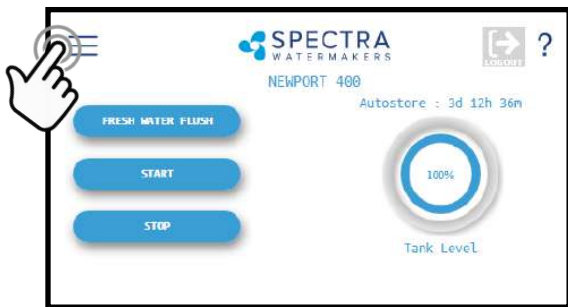 SPECTRA
WATERMAKERS
LOGOUT
?
NEWPORT 400
Autostore : 3d 12h 36m
FRESH WATER FLUSH
START
STOP
100%
Tank Level